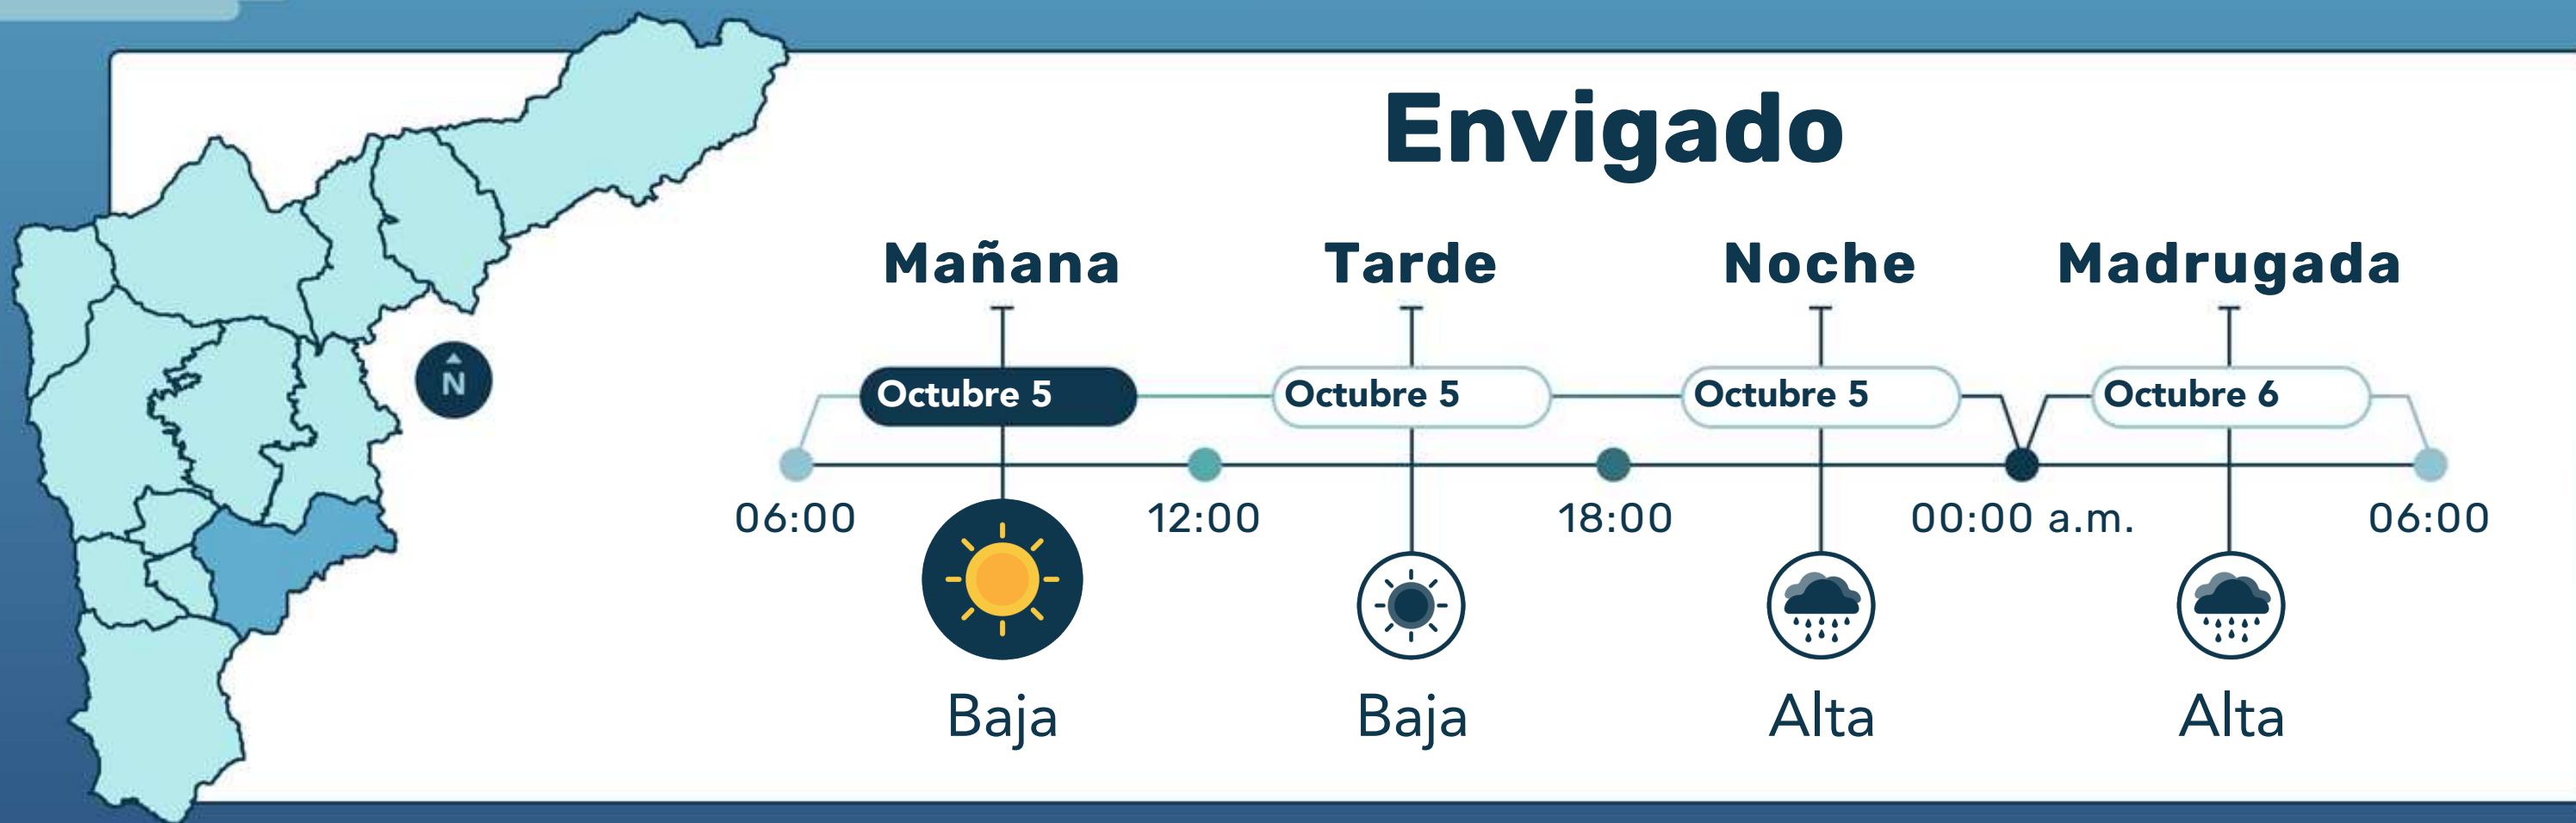 Envigado
Mañana Tarde Noche Madrugada
N
Octubre 5 Octubre 5 Octubre 5 Octubre 6
06:00 12:00 18:00 00:00 a.m. 06:00
Baja Baja Alta Alta